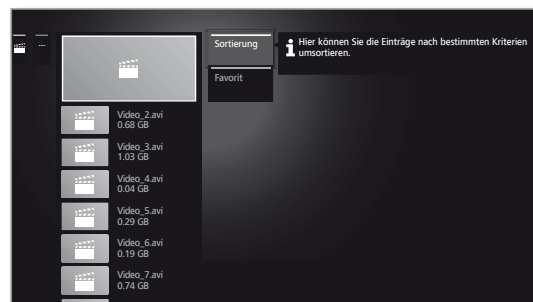 ...
Sortierung
Hier können Sie die Einträge nach bestimmten Kriterien
umsortieren.
Favorit
Video_2.avi
0.68 GB
Video_3.avi
1.03 GB
Video_4.avi
0.04 GB
Video_5.avi
0.29 GB
Video_6.avi
0.19 GB
Video_7.avi
0.74 GB